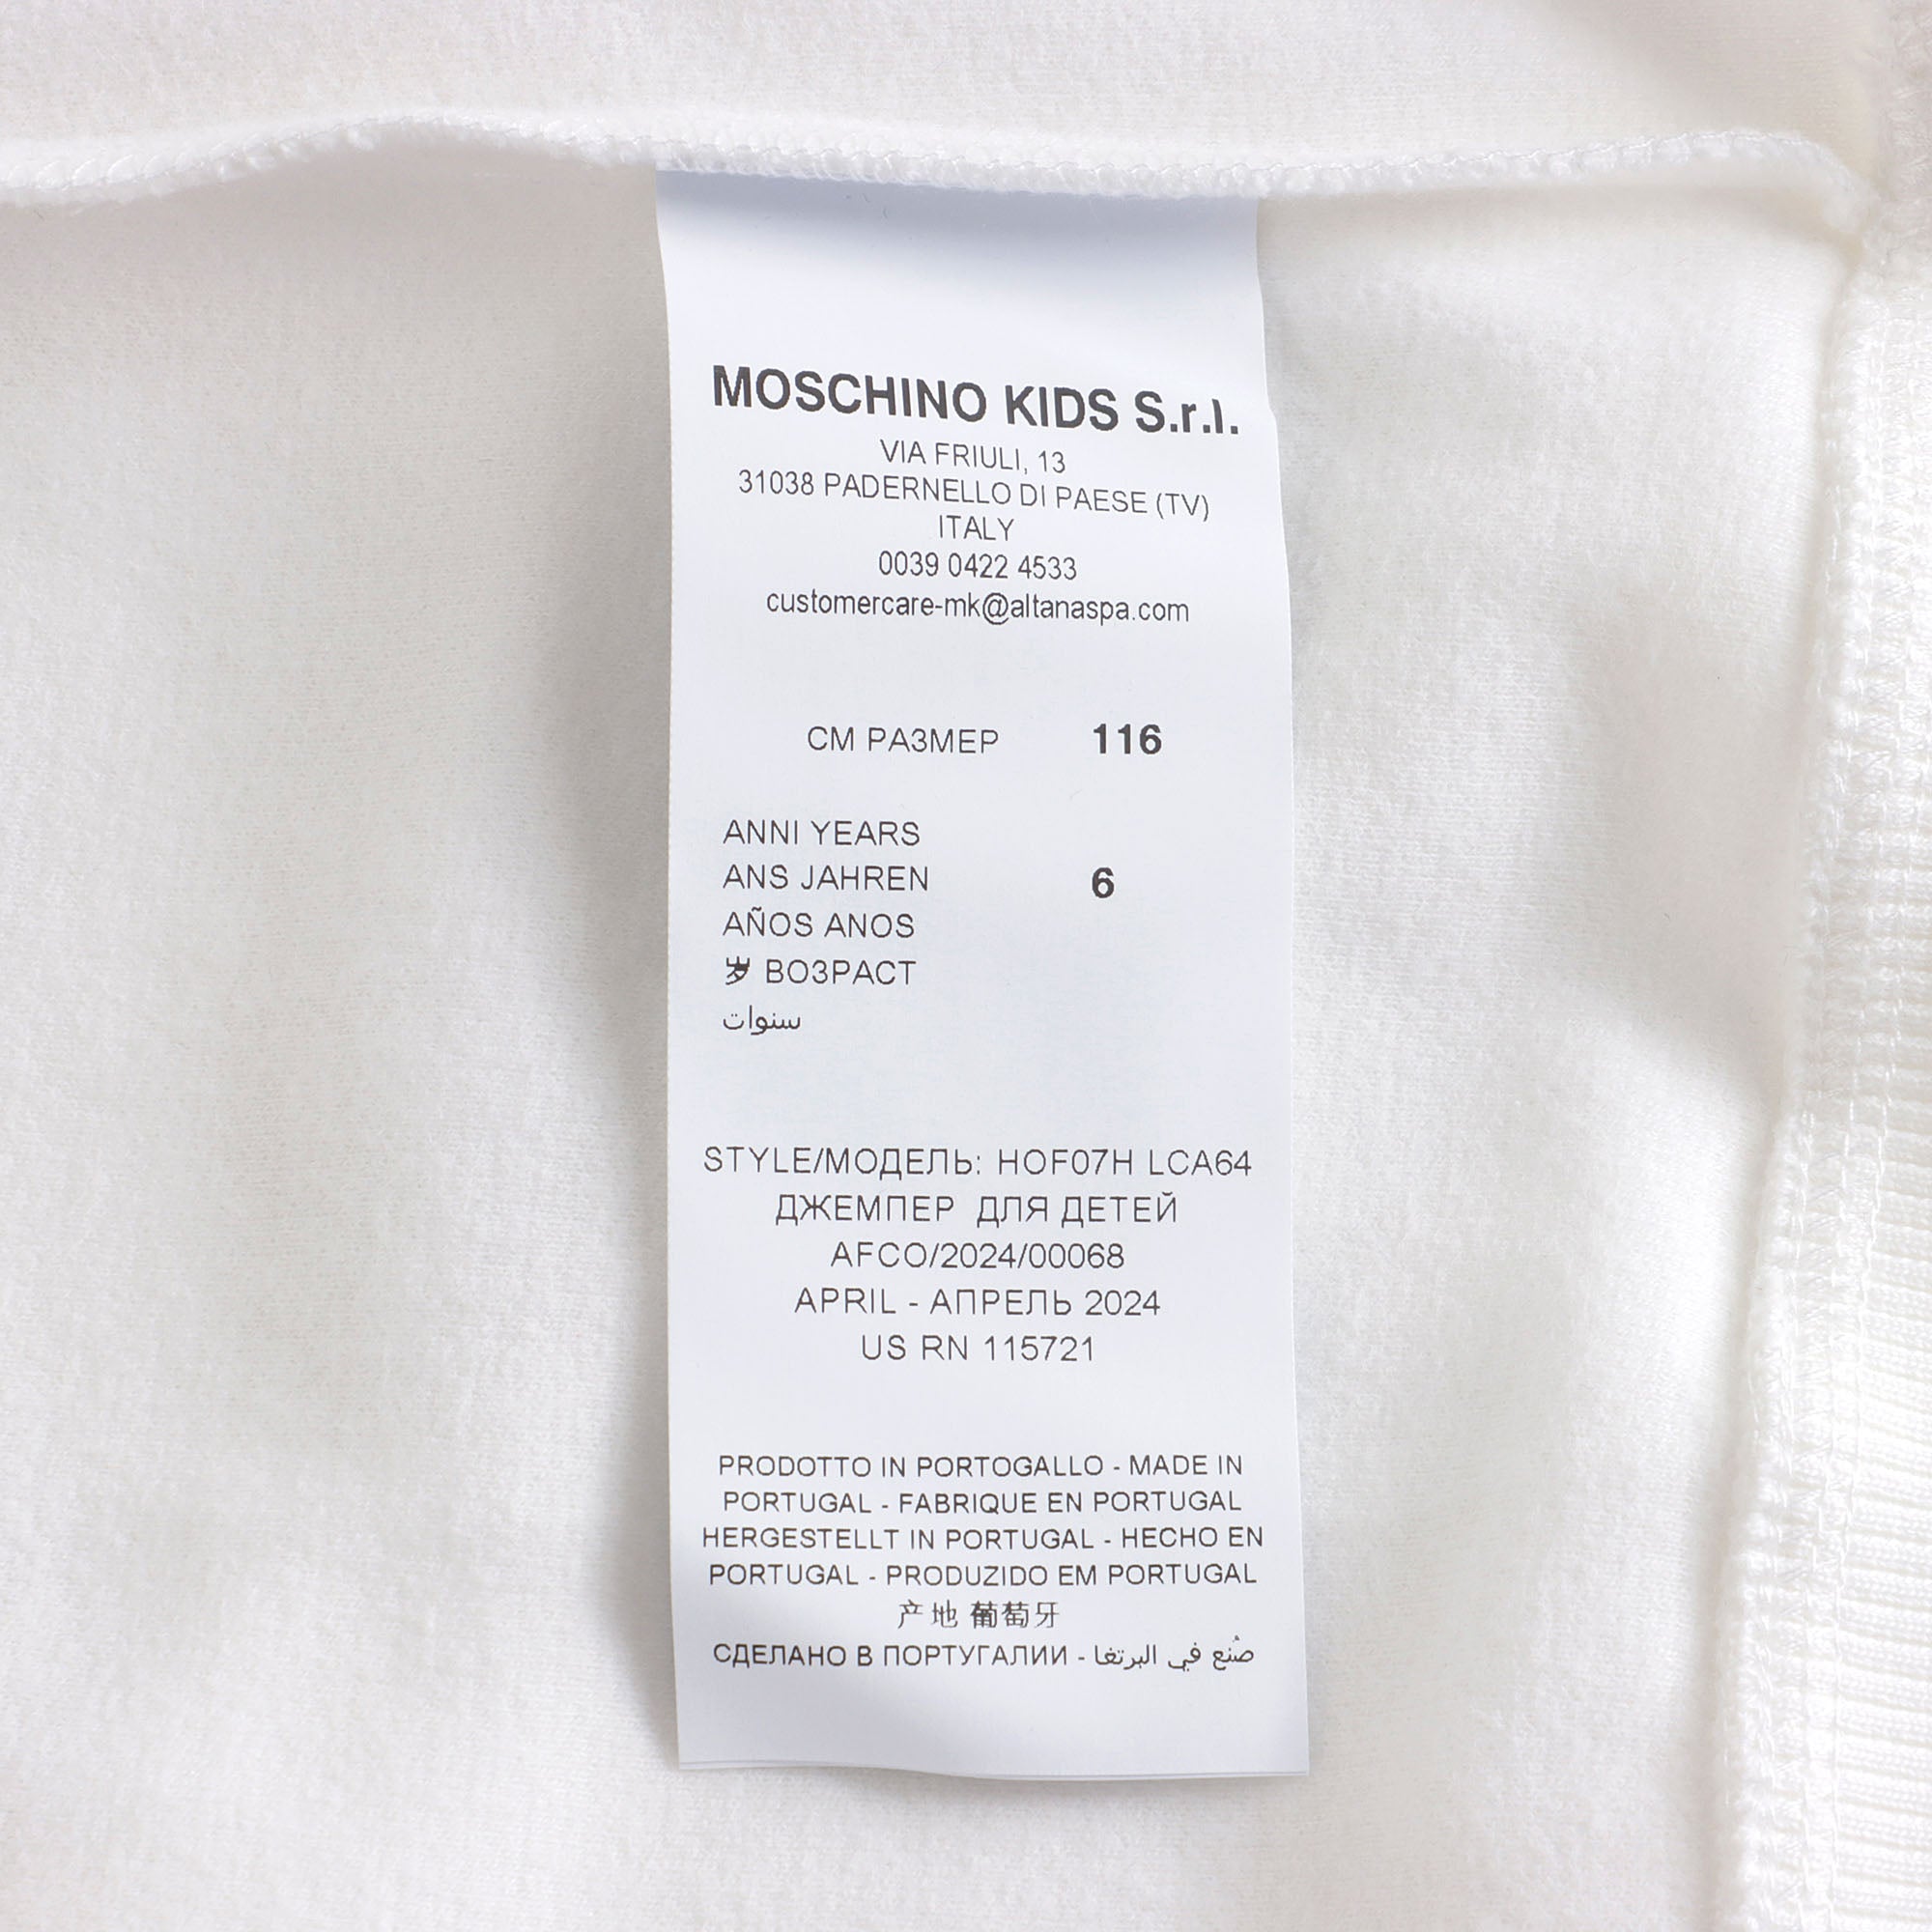 MOSCHINO KIDS S.r.l.
VIA FRIULI, 13
31038 PADERNELLO DI PAESE (TV)
ITALY
0039 0422 4533
customercare-mk@altanaspa.com
СМ РАЗМЕР 116
ANNI YEARS
ANS JAHREN 6
AÑOS ANOS
岁 ВОЗРАСТ
سنوات
STYLE/МОДЕЛЬ: HOF07H LCA64
ДЖЕМПЕР ДЛЯ ДЕТЕЙ
AFCO/2024/00068
APRIL - АПРЕЛЬ 2024
US RN 115721
PRODOTTO IN PORTOGALLO - MADE IN
PORTUGAL - FABRIQUE EN PORTUGAL
HERGESTELLT IN PORTUGAL - HECHO EN
PORTUGAL - PRODUZIDO EM PORTUGAL
产地 葡萄牙
СДЕЛАНО В ПОРТУГАЛИИ - صُنع في البرتغا